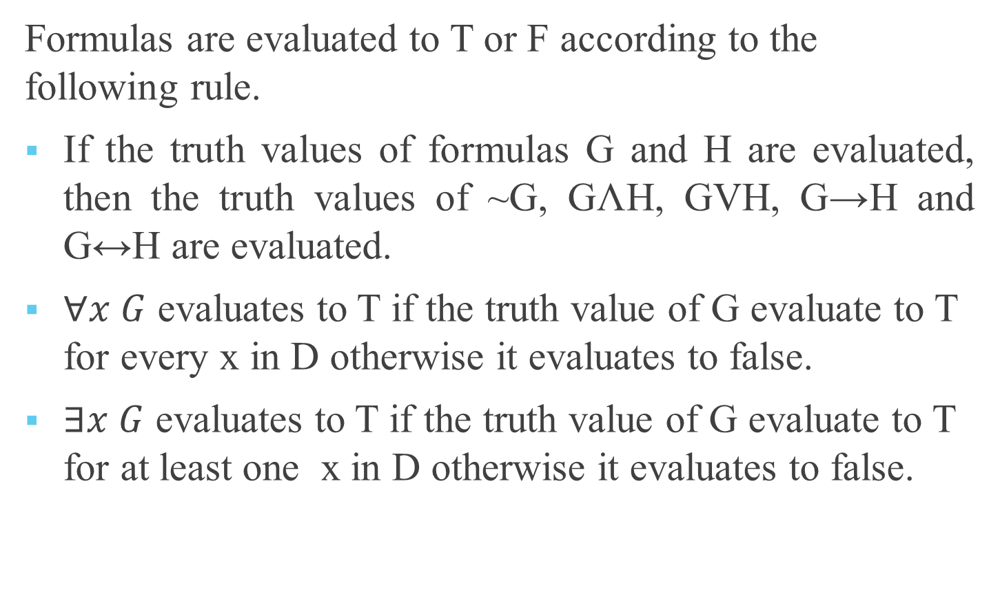 Formulas are evaluated to T or F according to the
following rule.
▪ If the truth values of formulas G and H are evaluated,
then the truth values of ~G, GΛH, GVH, G→H and
G↔H are evaluated.
▪ ∀x G evaluates to T if the truth value of G evaluate to T
for every x in D otherwise it evaluates to false.
▪ ∃x G evaluates to T if the truth value of G evaluate to T
for at least one  x in D otherwise it evaluates to false.